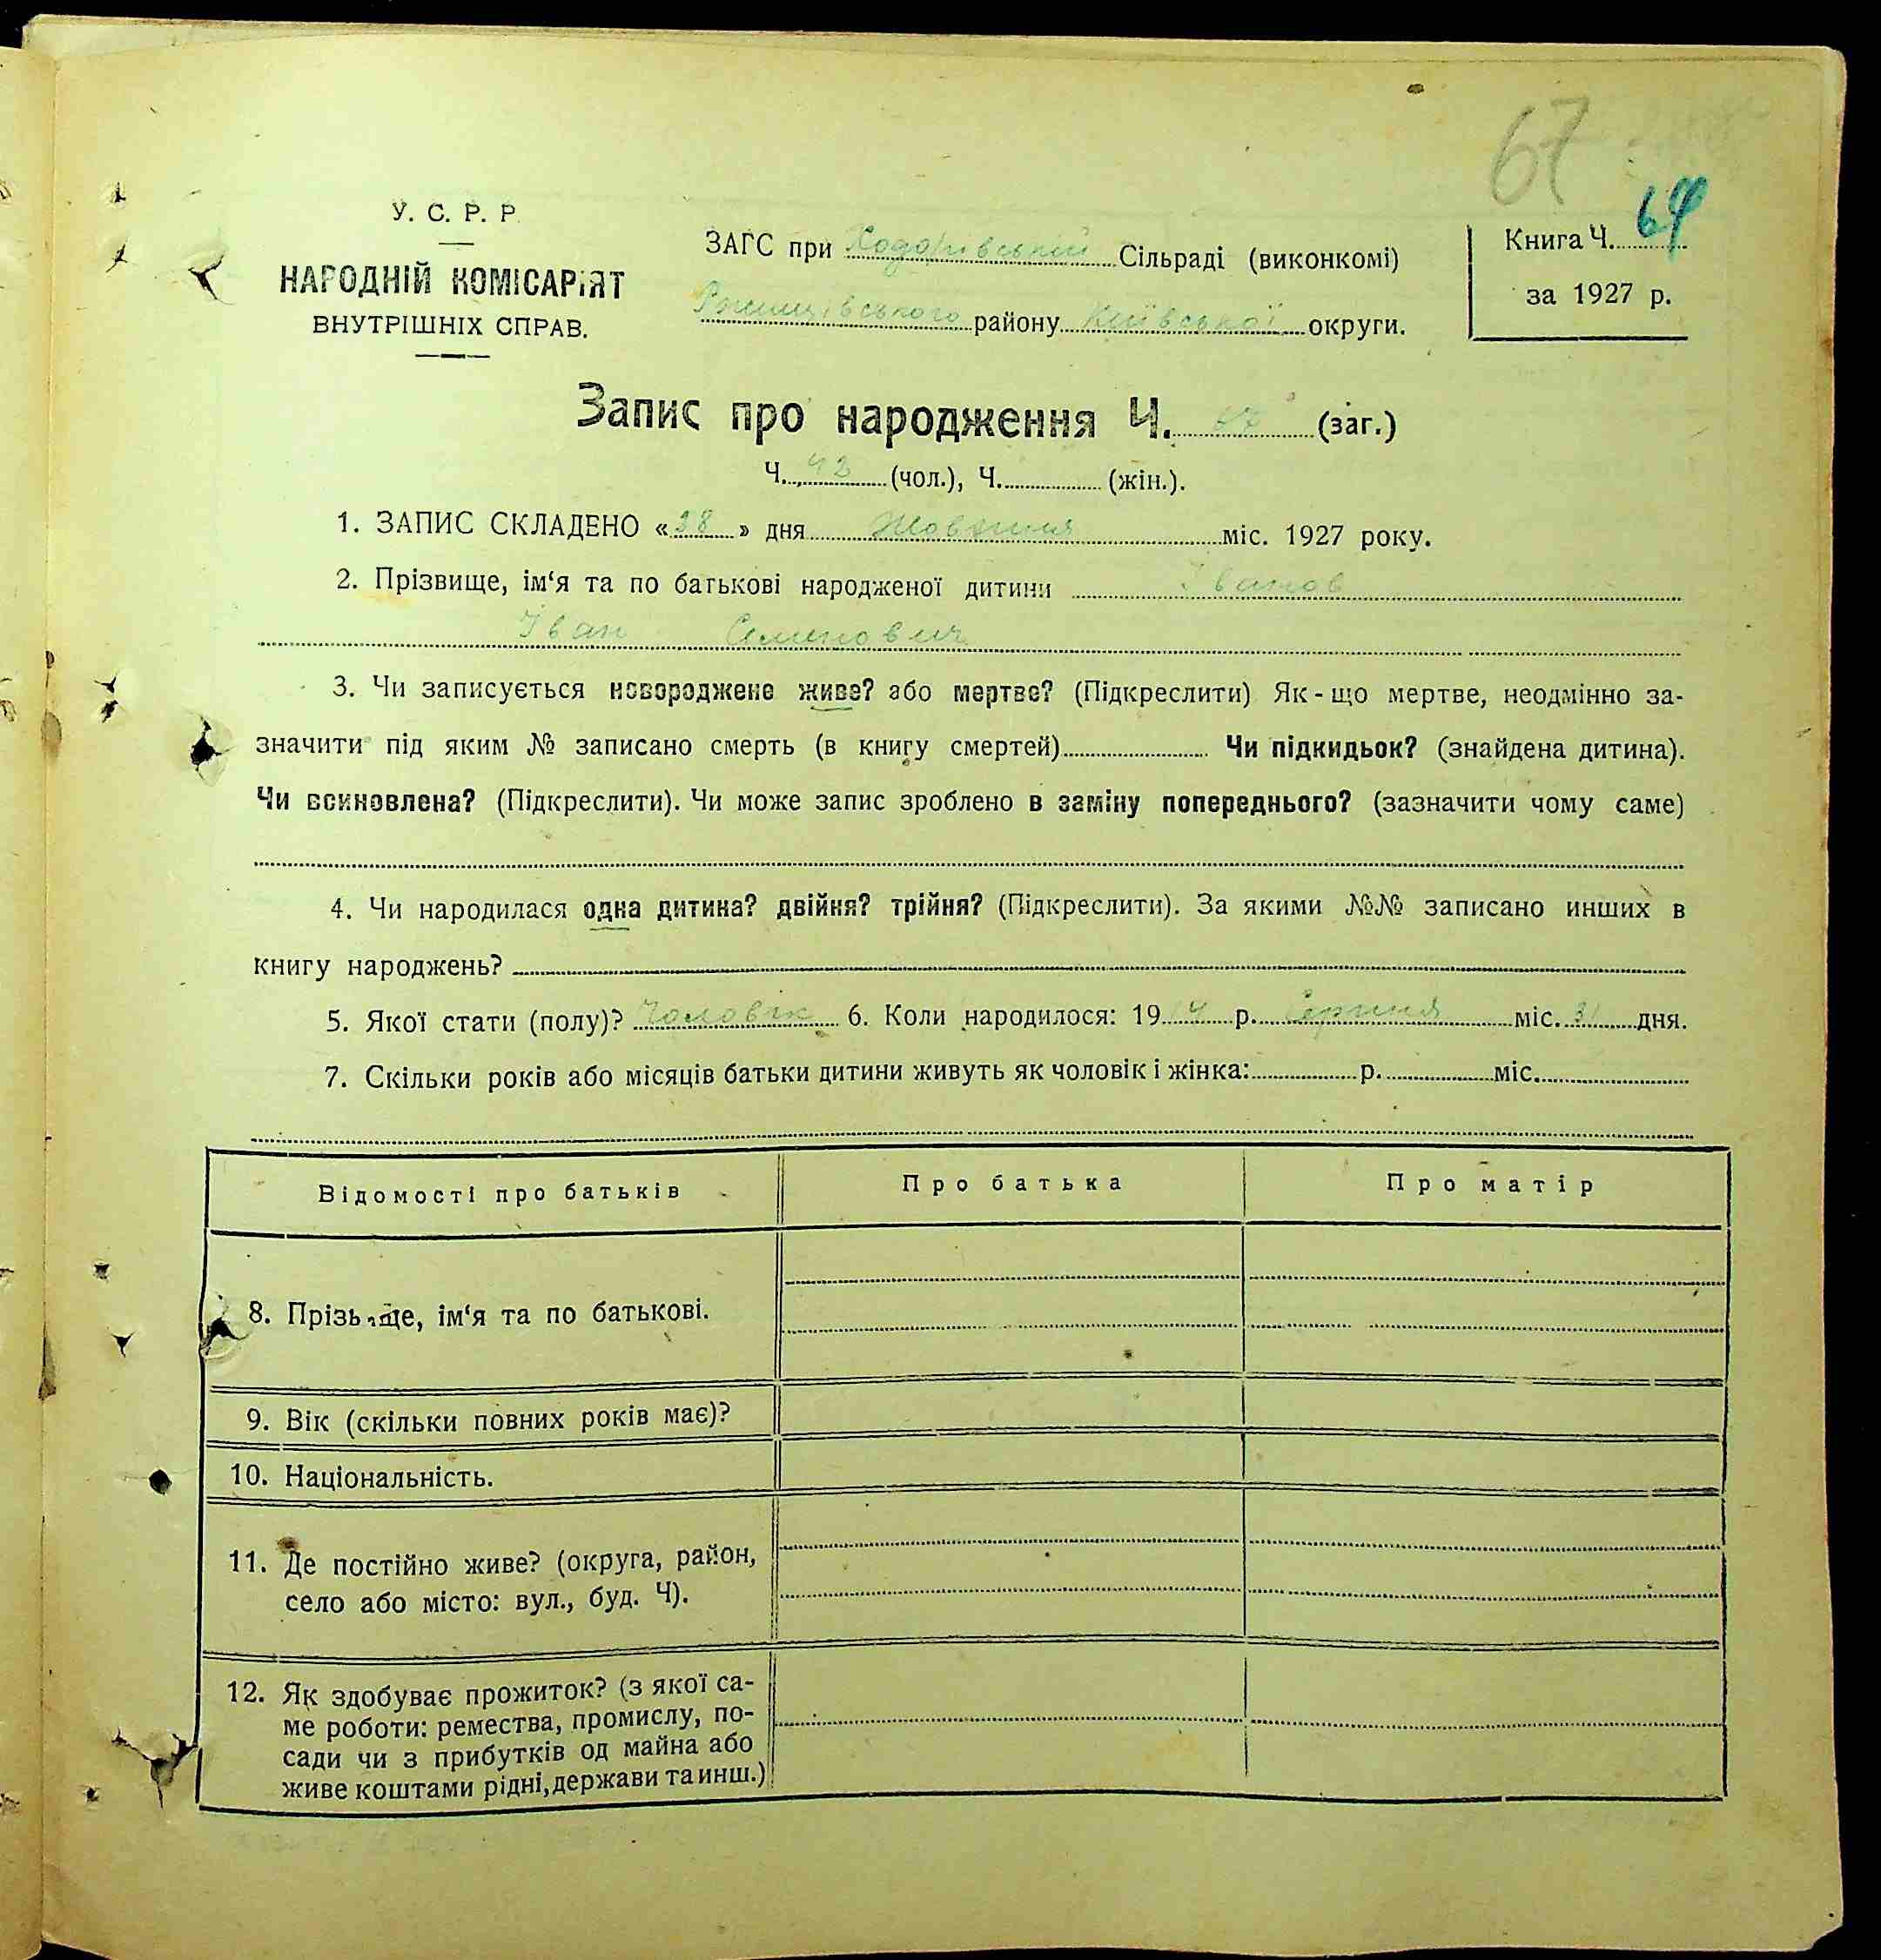 67
64
У. С. Р. Р
НАРОДНІЙ КОМІСАРІЯТ
ВНУТРІШНІХ СПРАВ.
ЗАГС при Ходорівській Сільраді (виконкомі)
Ржищівського району Київської округи.
Книга Ч.
за 1927 р.
Запис про народження Ч. 67 (заг.)
Ч. 42 (чол.), Ч. (жін.).
1. ЗАПИС СКЛАДЕНО «28» дня Жовтня міс. 1927 року.
2. Прізвище, ім‘я та по батькові народженої дитини Іванов
Іван Семенович
3. Чи записується новороджене живе? або мертве? (Підкреслити) Як-що мертве, неодмінно за-
значити під яким № записано смерть (в книгу смертей) Чи підкидьок? (знайдена дитина).
Чи всиновлена? (Підкреслити). Чи може запис зроблено в заміну попереднього? (зазначити чому саме)
4. Чи народилася одна дитина? двійня? трійня? (Підкреслити). За якими №№ записано инших в
книгу народжень?
5. Якої стати (полу)? Чоловік 6. Коли народилося: 1914 р. Серпня міс. 31 дня.
7. Скільки років або місяців батьки дитини живуть як чоловік і жінка: р. міс.
Відомості про батьків Про батька Про матір
8. Прізвище, ім‘я та по батькові.
9. Вік (скільки повних років має)?
10. Національність.
11. Де постійно живе? (округа, район,
село або місто: вул., буд. Ч).
12. Як здобуває прожиток? (з якої са-
ме роботи: ремества, промислу, по-
сади чи з прибутків од майна або
живе коштами рідні, держави та инш.)